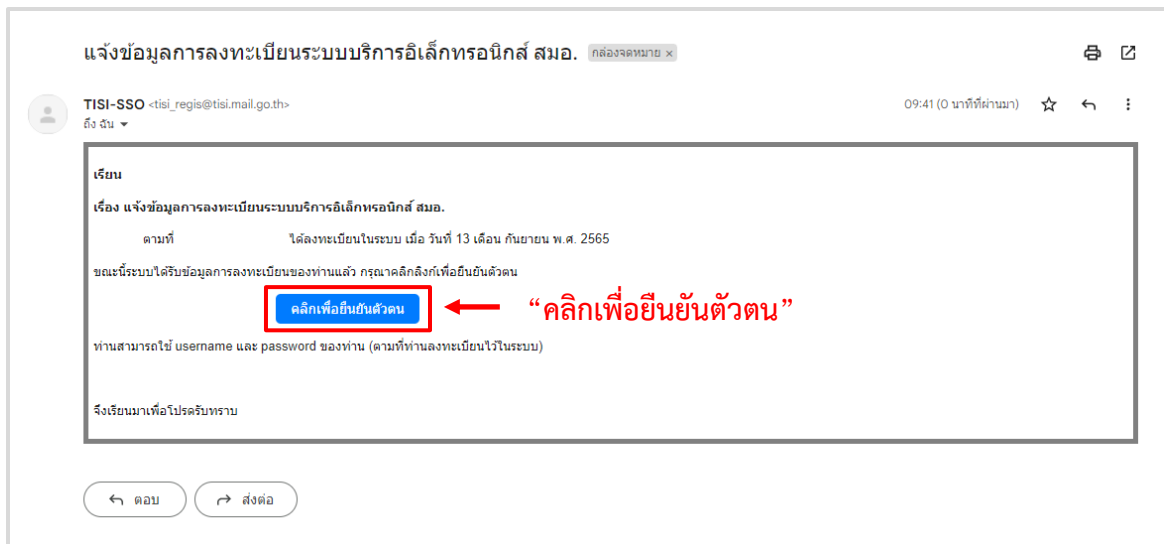 แจ้งข้อมูลการลงทะเบียนระบบบริการอิเล็กทรอนิกส์ สมอ. กล่องจดหมาย ×
TISI-SSO <tisi_regis@tisi.mail.go.th> 09:41 (0 นาทีที่ผ่านมา)
ถึง ฉัน
เรียน
เรื่อง แจ้งข้อมูลการลงทะเบียนระบบบริการอิเล็กทรอนิกส์ สมอ.
ตามที่ ได้ลงทะเบียนในระบบ เมื่อ วันที่ 13 เดือน กันยายน พ.ศ. 2565
ขณะนี้ระบบได้รับข้อมูลการลงทะเบียนของท่านแล้ว กรุณาคลิกลิงก์เพื่อยืนยันตัวตน
คลิกเพื่อยืนยันตัวตน “คลิกเพื่อยืนยันตัวตน”
ท่านสามารถใช้ username และ password ของท่าน (ตามที่ท่านลงทะเบียนไว้ในระบบ)
จึงเรียนมาเพื่อโปรดรับทราบ
ตอบ ส่งต่อ